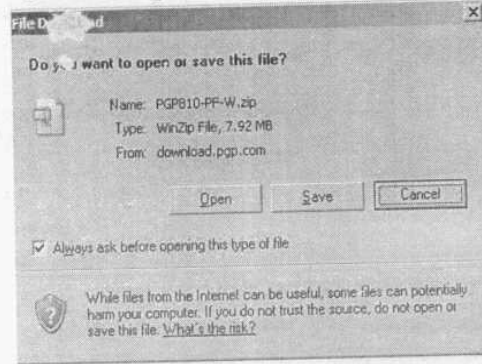 File D    ad
Do y   u want to open or save this file?
Name: PGP810-PF-W.zip
Type: WinZip File, 7.92 MB
From: download.pgp.com
Open Save Cancel
Always ask before opening this type of file
While files from the Internet can be useful, some files can potentially
harm your computer. If you do not trust the source, do not open or
save this file. What's the risk?